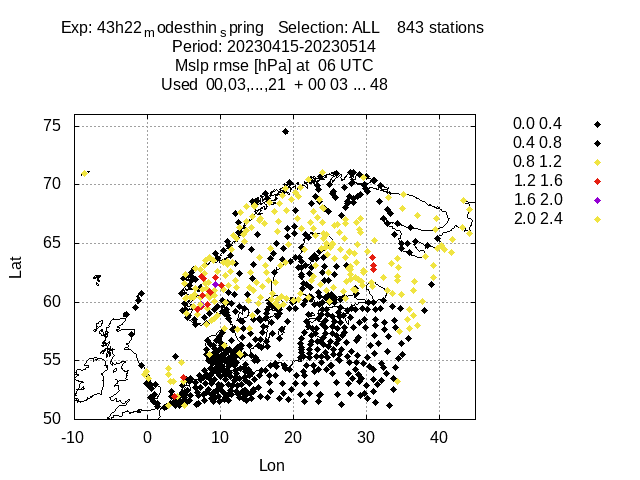 Exp: 43h22modesthinspring Selection: ALL 843 stations
Period: 20230415-20230514
Mslp rmse [hPa] at 06 UTC
Used 00,03,...,21 + 00 03 ... 48
0.0 0.4
0.4 0.8
0.8 1.2
1.2 1.6
1.6 2.0
2.0 2.4
75
70
65
60
55
50
Lat
-10 0 10 20 30 40
Lon